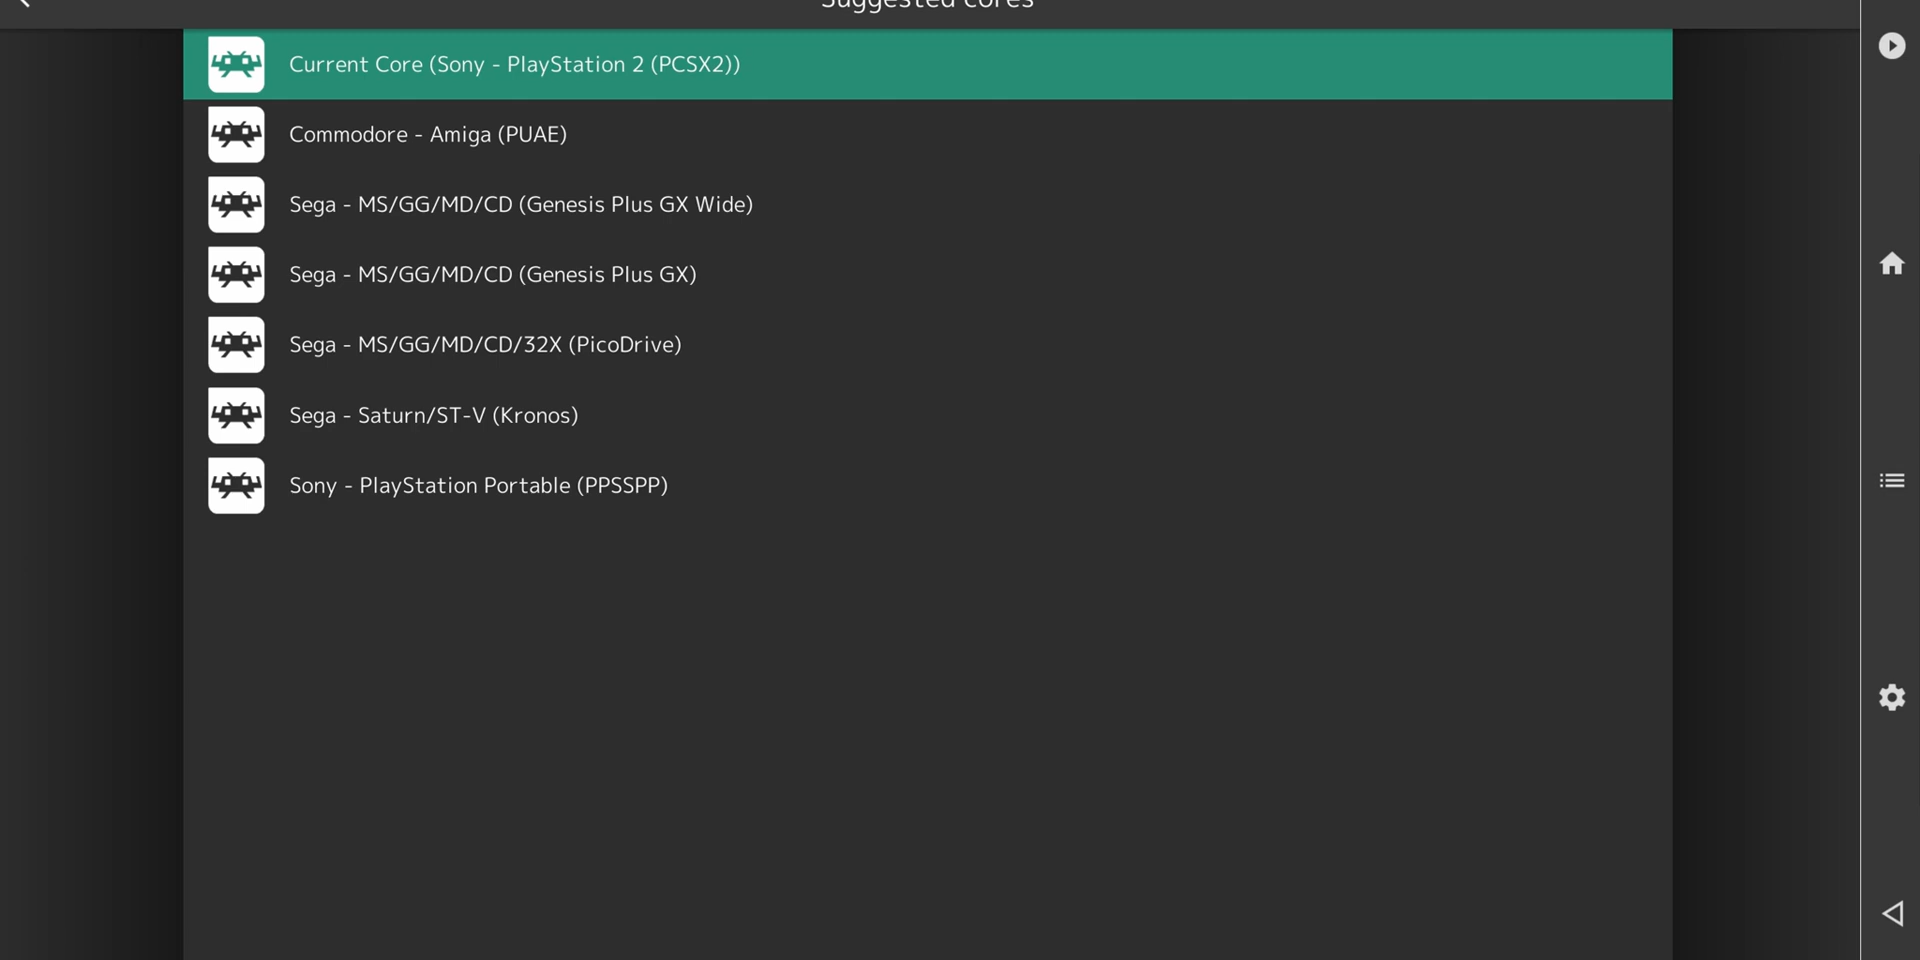 Suggested Cores
Current Core (Sony - PlayStation 2 (PCSX2))
Commodore - Amiga (PUAE)
Sega - MS/GG/MD/CD (Genesis Plus GX Wide)
Sega - MS/GG/MD/CD (Genesis Plus GX)
Sega - MS/GG/MD/CD/32X (PicoDrive)
Sega - Saturn/ST-V (Kronos)
Sony - PlayStation Portable (PPSSPP)